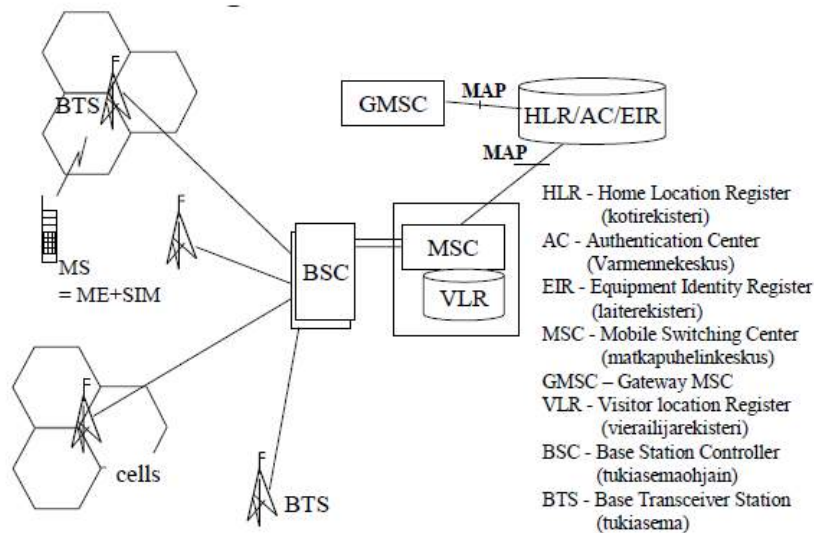 BTS
GMSC
MAP
HLR/AC/EIR
MAP
MS
= ME+SIM
BSC
MSC
VLR
cells
BTS
HLR - Home Location Register
(kotirekisteri)
AC - Authentication Center
(Varmennekeskus)
EIR - Equipment Identity Register
(laiterekisteri)
MSC - Mobile Switching Center
(matkapuhelinkeskus)
GMSC – Gateway MSC
VLR - Visitor location Register
(vierailijarekisteri)
BSC - Base Station Controller
(tukiasemaohjain)
BTS - Base Transceiver Station
(tukiasema)